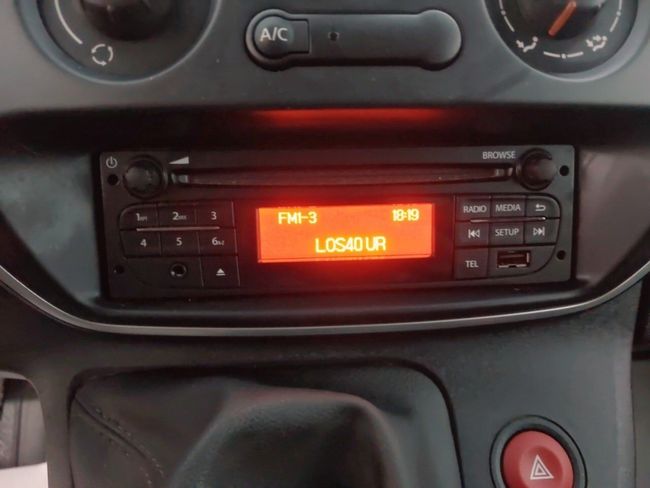 A/C
BROWSE
1 2 3
FM1-3 18:19
RADIO MEDIA
LOS40 UR
4 5 6
SETUP
TEL